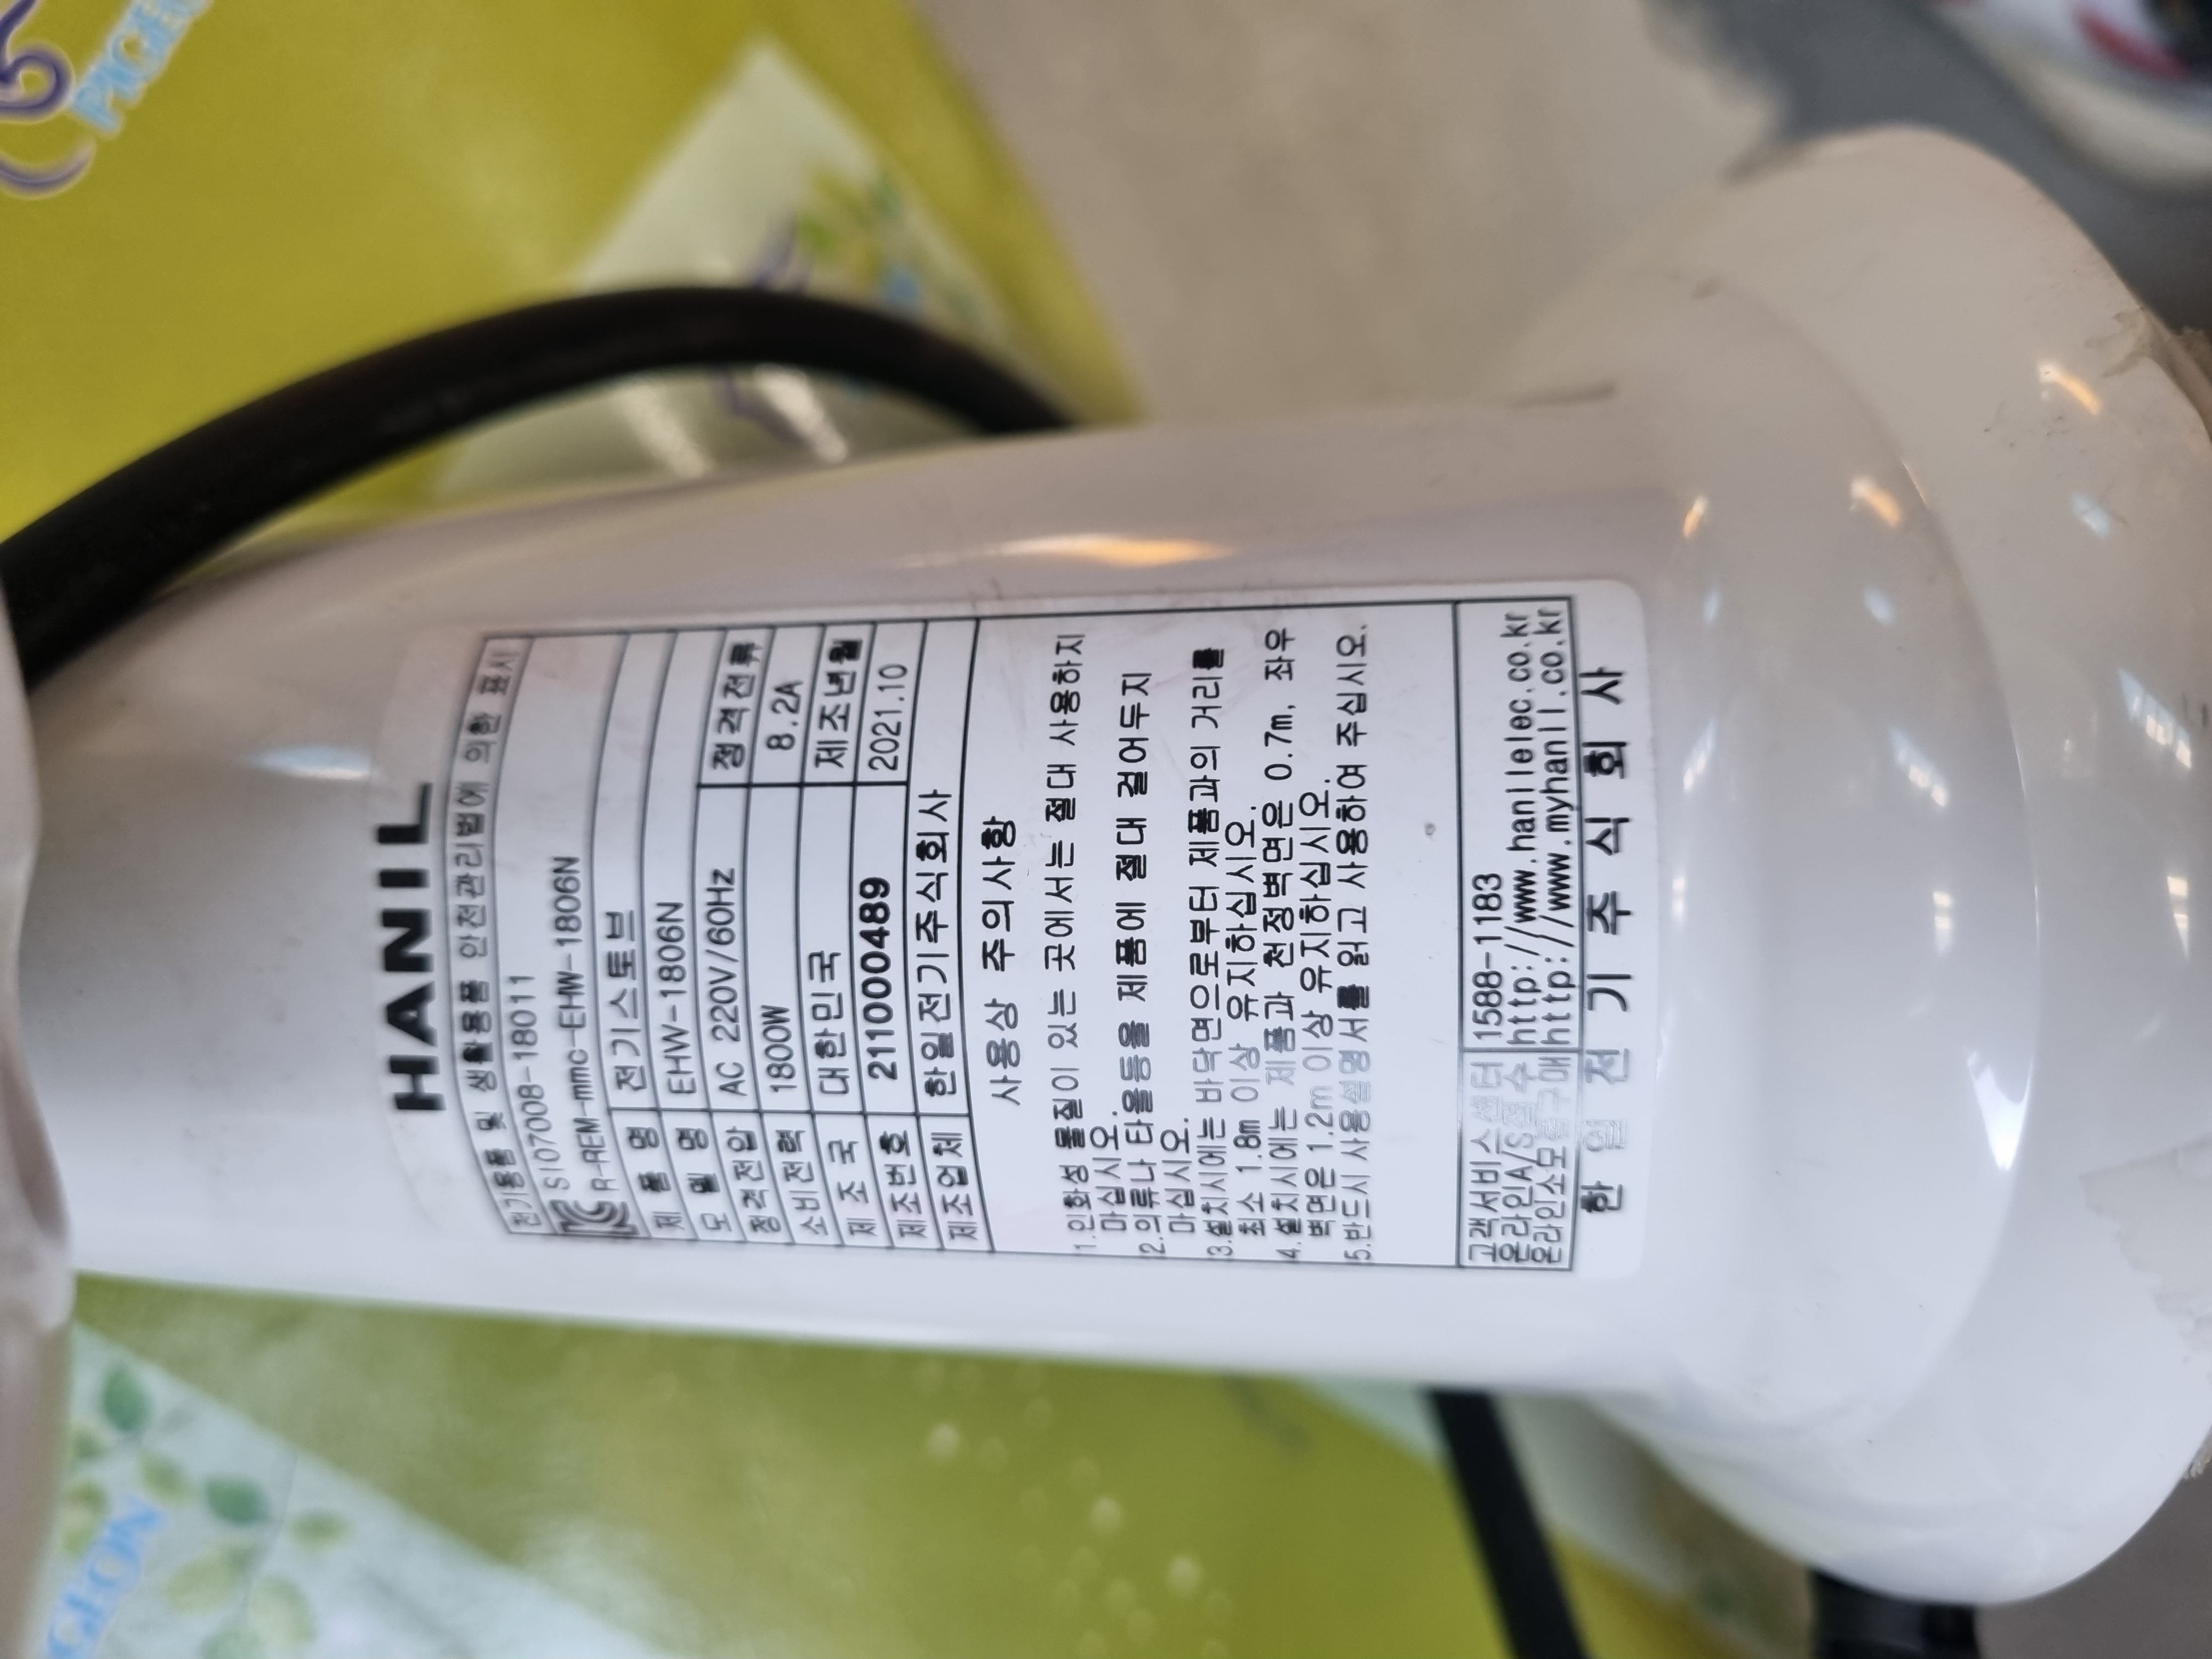 HANIL
전기용품 및 생활용품 안전관리법에 의한 표시
SI07008-18011
R-REM-mmc-EHW-1806N
제 품 명 전기스토브
모 델 명 EHW-1806N
정격전압 AC 220V/60Hz 정격전류
소비전력 1800W 8.2A
제 조 국 대한민국 제조년월
제조번호 211000489 2021.10
제조업체 한일전기주식회사
사용상 주의사항
1.인화성 물질이 있는 곳에서는 절대 사용하지
마십시오.
2.의류나 타올등을 제품에 절대 걸어두지
마십시오.
3.설치시에는 바닥면으로부터 제품과의 거리를
최소 1.8m 이상 유지하십시오.
4.설치시에는 제품과 천정벽면은 0.7m, 좌우
벽면은 1.2m 이상 유지하십시오.
5.반드시 사용설명서를 읽고 사용하여 주십시오.
고객서비스센터 1588-1183
온라인A/S접수 http://www.hanilelec.co.kr
온라인소모품구매 http://www.myhanil.co.kr
한 일 전 기 주 식 회 사
PIGEON